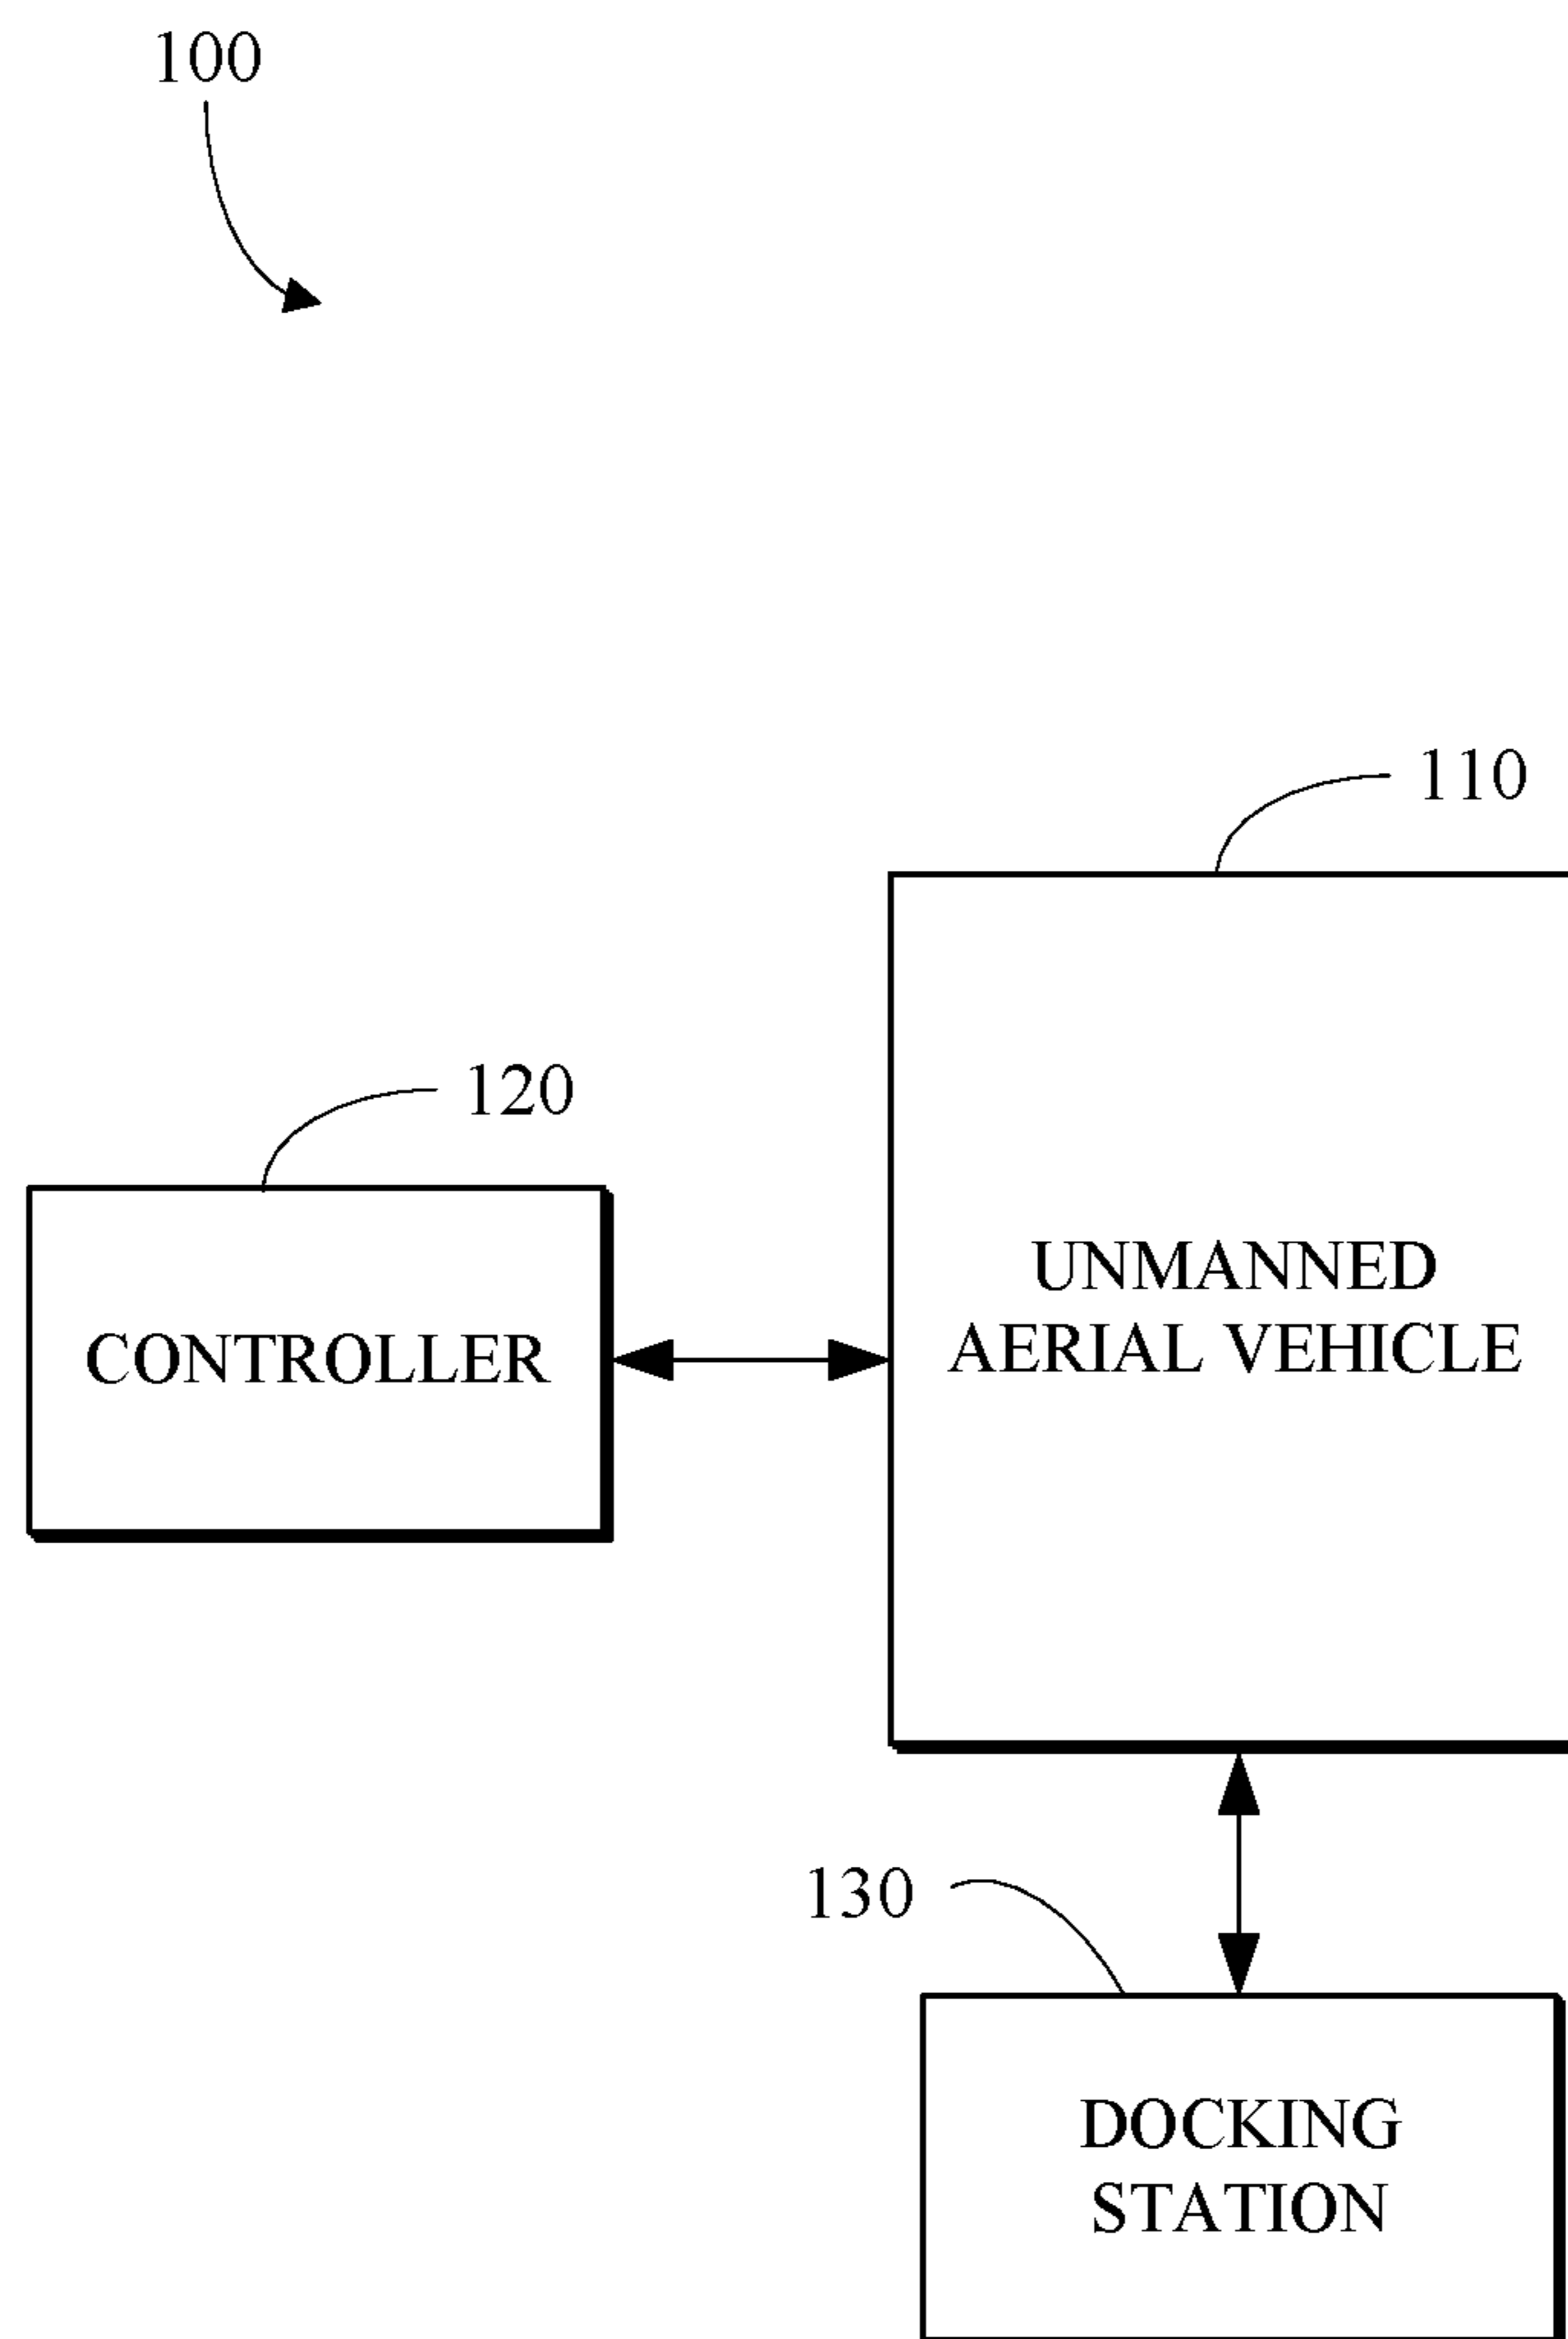 100
110
120
UNMANNED
AERIAL VEHICLE
CONTROLLER
130
DOCKING
STATION